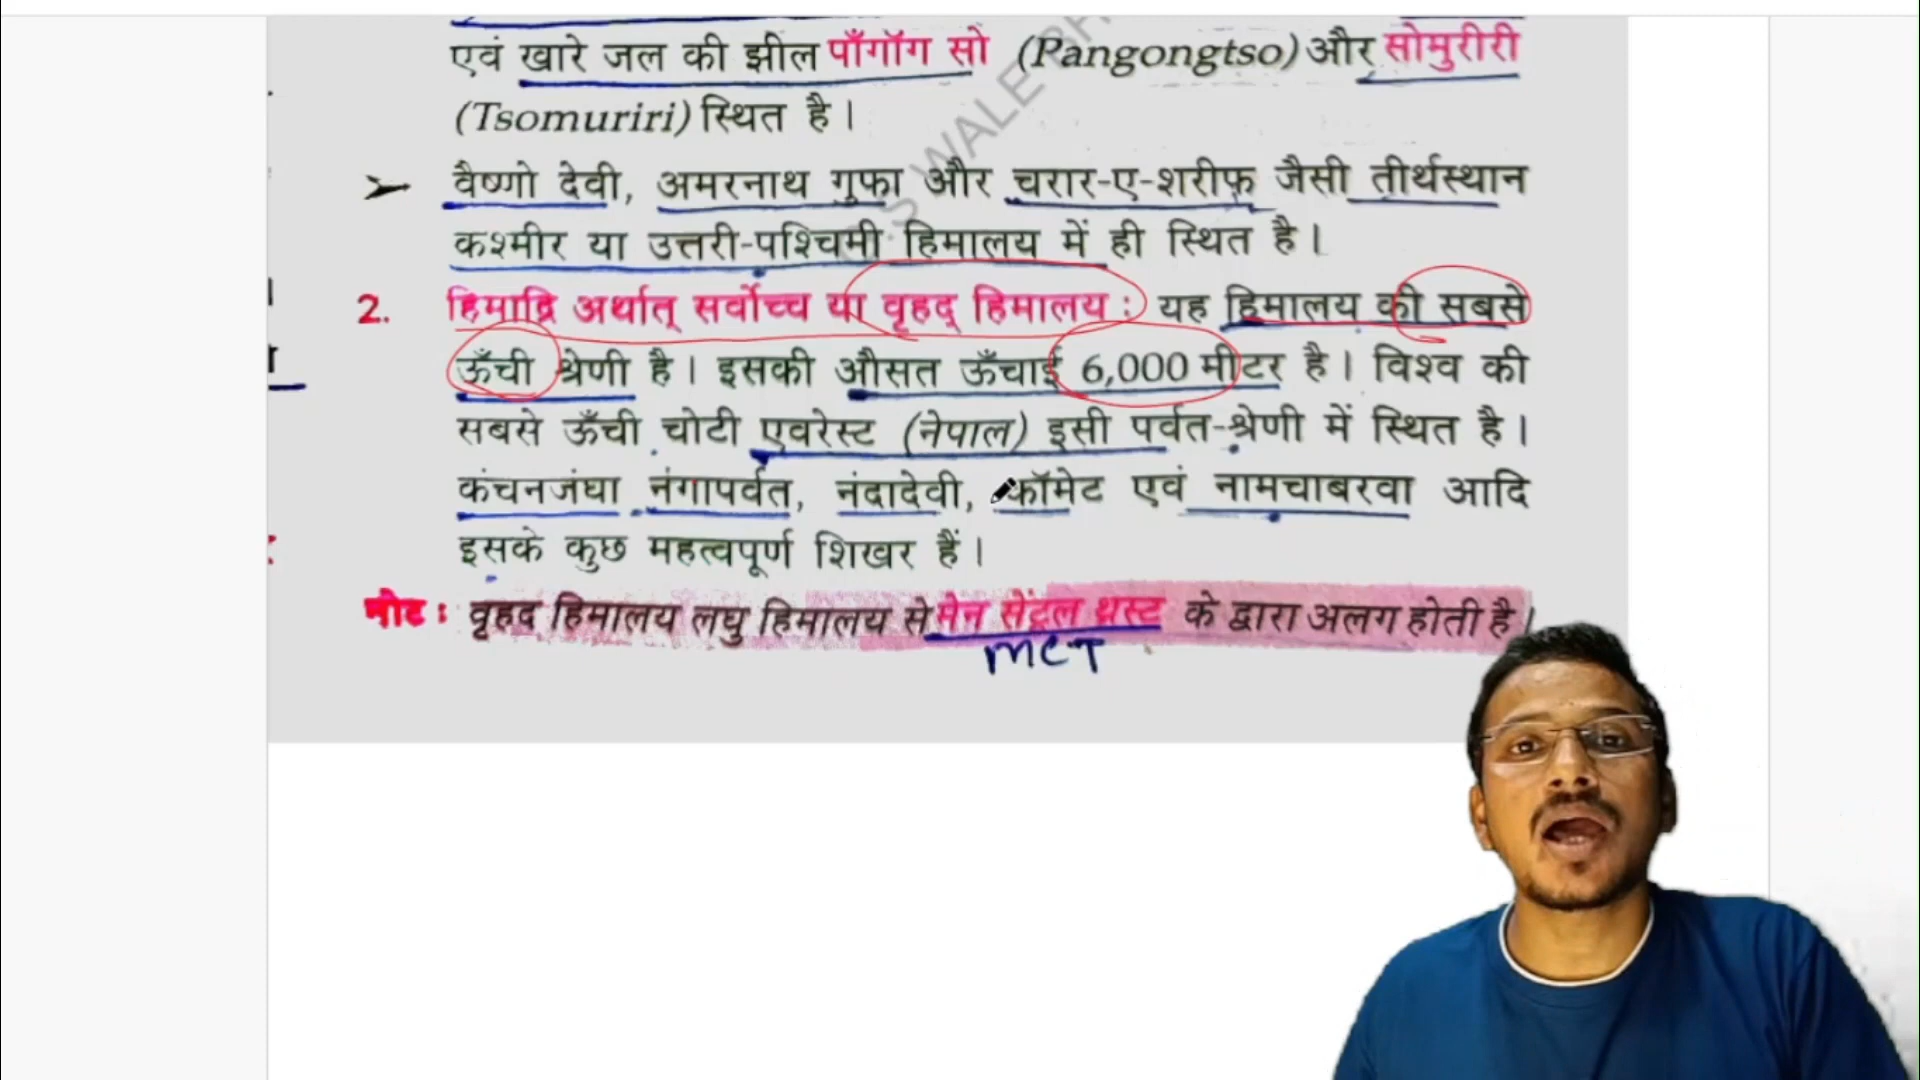 एवं खारे जल की झील पाँगॉग सो (Pangongtso) और सोमुरीरी
(Tsomuriri) स्थित है।
➢ वैष्णो देवी, अमरनाथ गुफा और चरार-ए-शरीफ़ जैसी तीर्थस्थान
कश्मीर या उत्तरी-पश्चिमी हिमालय में ही स्थित है।
2. हिमाद्रि अर्थात् सर्वोच्च या वृहद् हिमालय : यह हिमालय की सबसे
ऊँची श्रेणी है। इसकी औसत ऊँचाई 6,000 मीटर है। विश्व की
सबसे ऊँची चोटी एवरेस्ट (नेपाल) इसी पर्वत-श्रेणी में स्थित है।
कंचनजंघा नंगापर्वत, नंदादेवी, कॉमेट एवं नामचाबरवा आदि
इसके कुछ महत्वपूर्ण शिखर हैं।
नोट : वृहद हिमालय लघु हिमालय से मेन सेंट्रल थ्रस्ट के द्वारा अलग होती है।
MCT